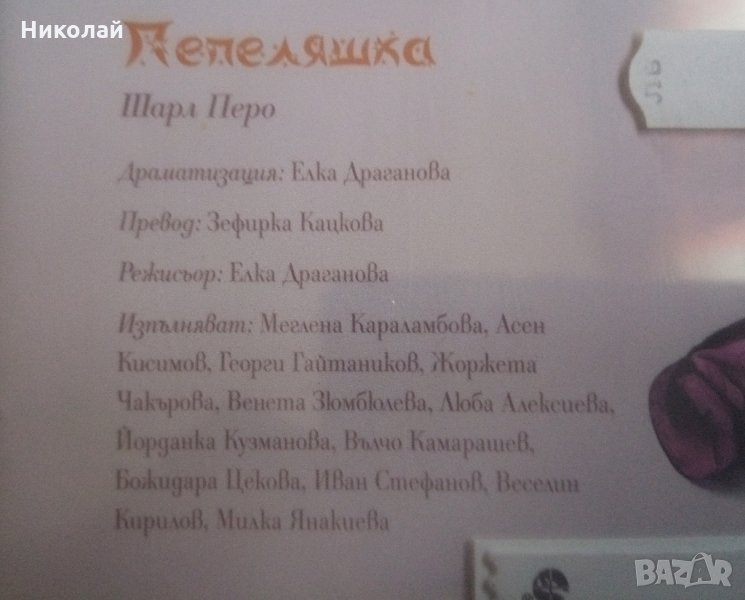 Николай
Пепеляшка
Шарл Перо
Драматизация: Елка Драганова
Превод: Зефирка Кацкова
Режисьор: Елка Драганова
Изпълняват: Меглена Караламбова, Асен
Кисимов, Георги Гайтаников, Жоржета
Чакърова, Венета Зюмбюлева, Люба Алексиева,
Йорданка Кузманова, Вълчо Камарашев,
Божидара Цекова, Иван Стефанов, Веселин
Кирилов, Милка Янакиева
BAZAR